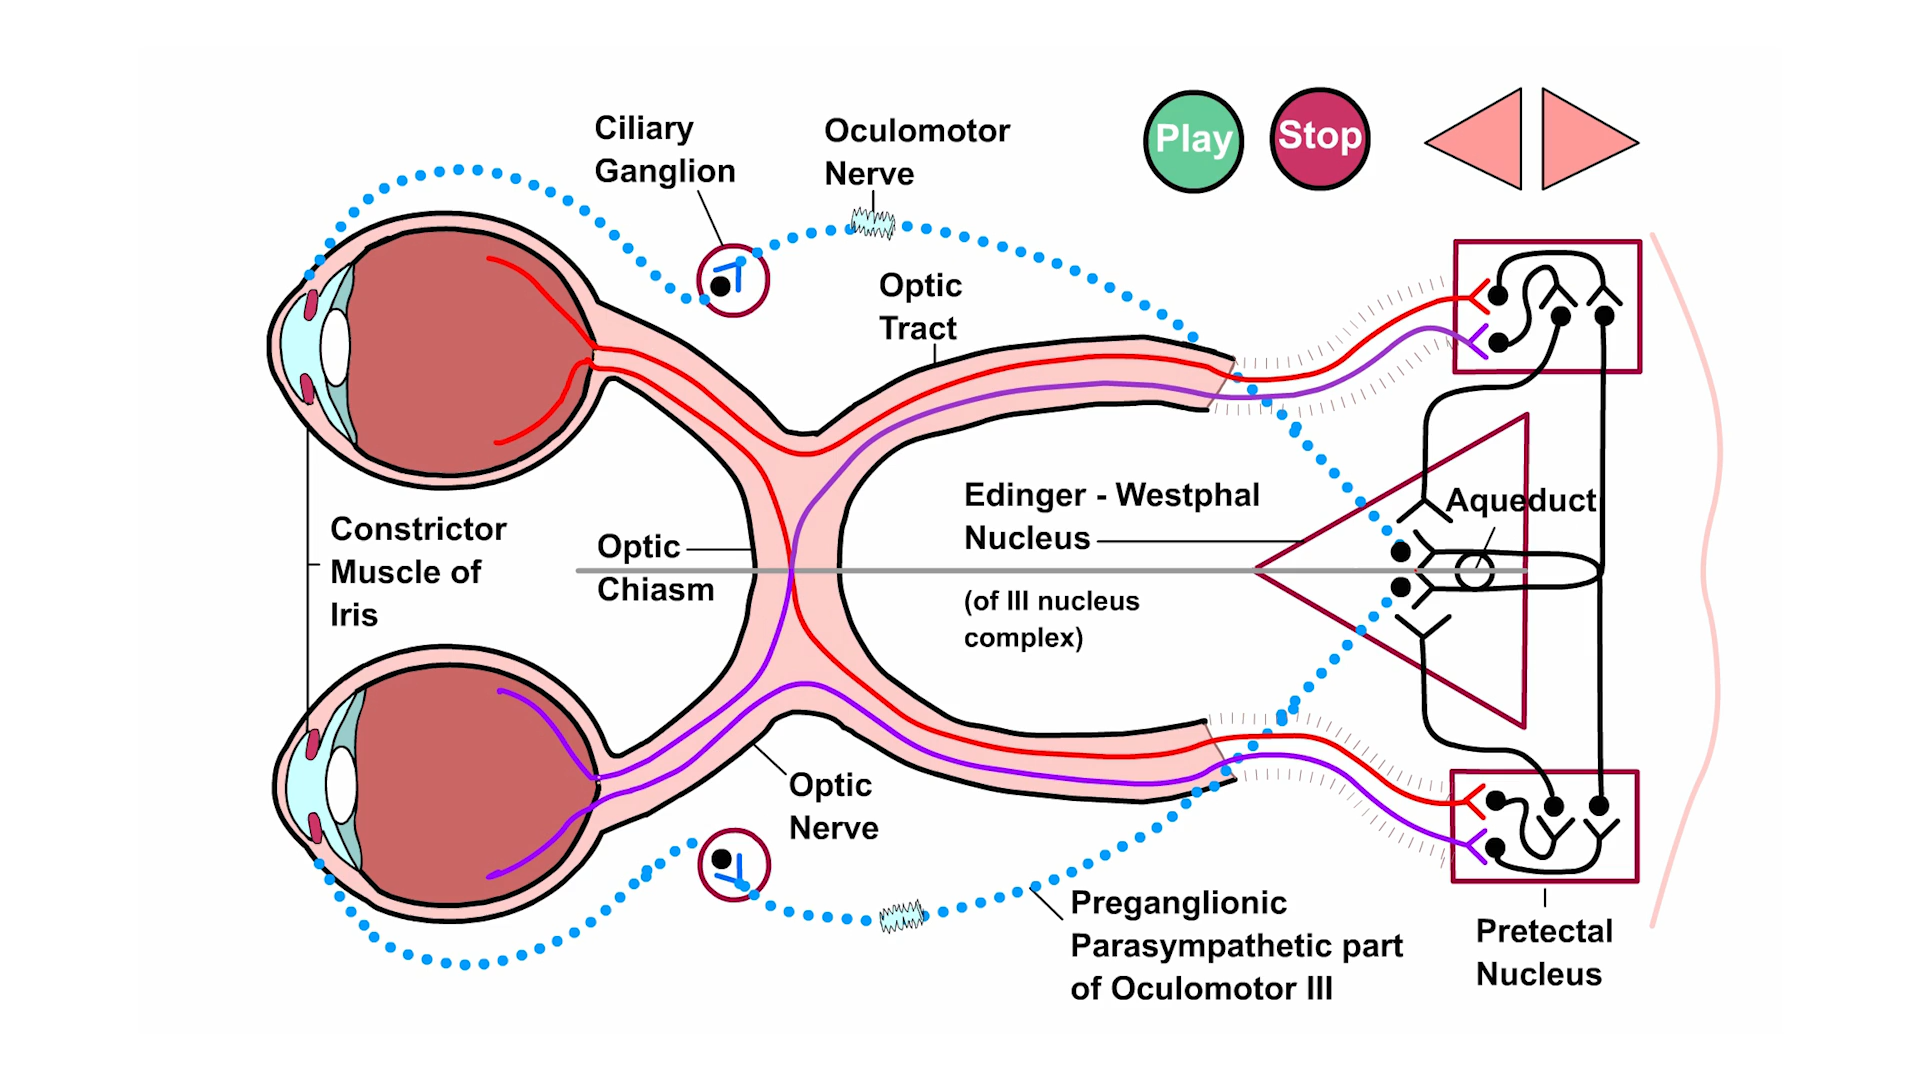 Ciliary
Ganglion
Oculomotor
Nerve
Play
Stop
Optic
Tract
Constrictor
Muscle of
Iris
Optic
Chiasm
Edinger - Westphal
Nucleus
(of III nucleus
complex)
Aqueduct
Optic
Nerve
Preganglionic
Parasympathetic part
of Oculomotor III
Pretectal
Nucleus